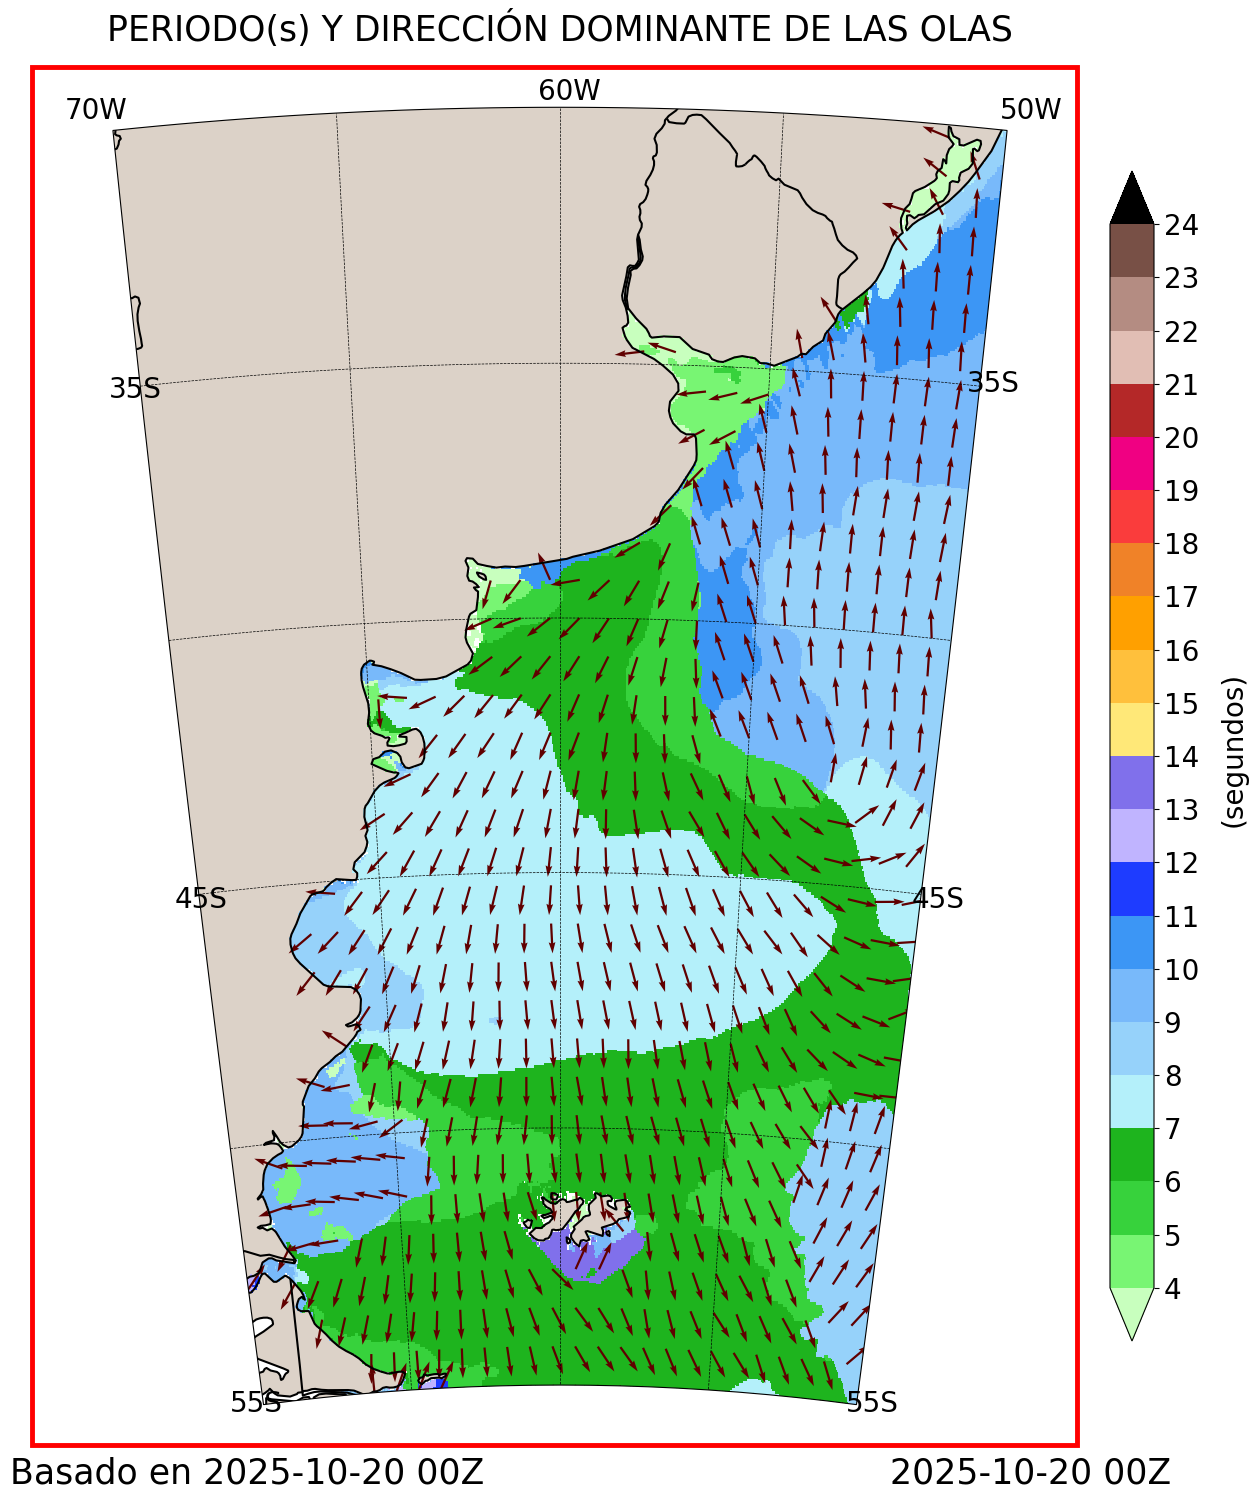 PERIODO(s) Y DIRECCIÓN DOMINANTE DE LAS OLAS
70W
60W
50W
35S
35S
45S
45S
55S
55S
24
23
22
21
20
19
18
17
16
15
14
13
12
11
10
9
8
7
6
5
4
(segundos)
Basado en 2025-10-20 00Z
2025-10-20 00Z